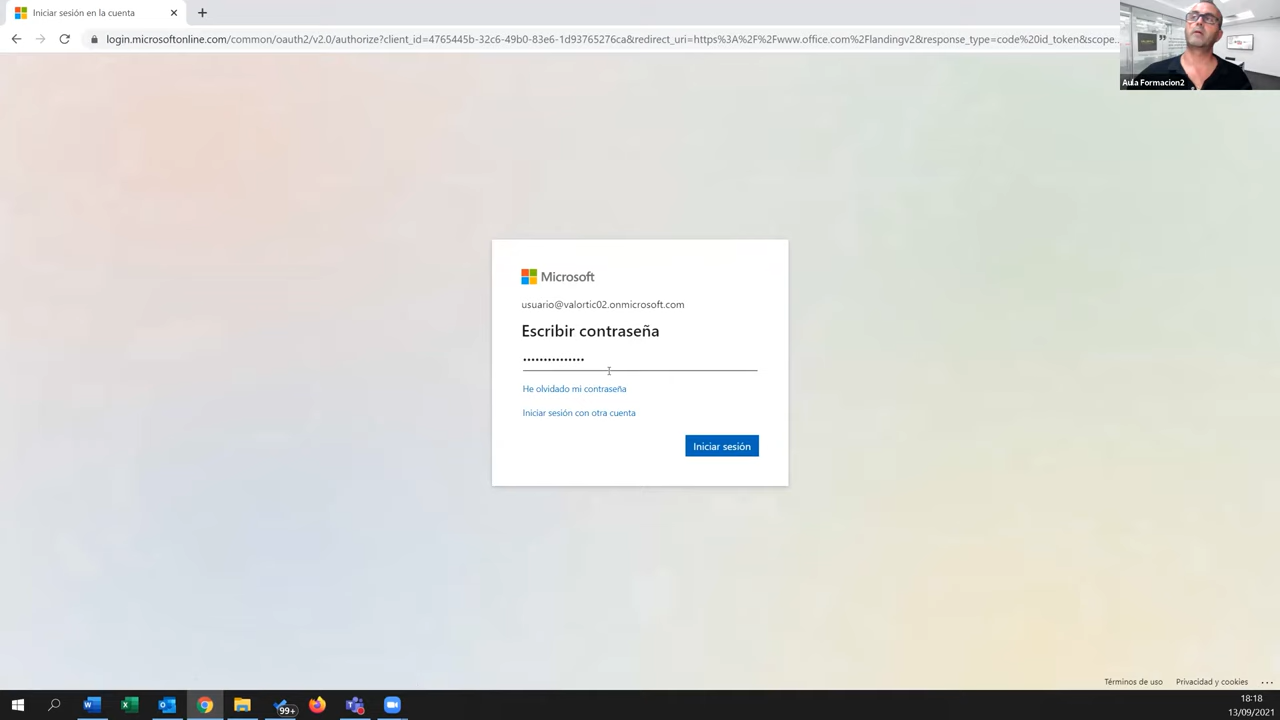 Iniciar sesión en la cuenta
login.microsoftonline.com/common/oauth2/v2.0/authorize?client_id=4765445b-32c6-49b0-83e6-1d93765276ca&redirect_uri=https%3A%2F%2Fwww.office.com%2Flandingv2&response_type=code%20id_token&scope...
Aula Formacion2
Microsoft
usuario@valortic02.onmicrosoft.com
Escribir contraseña
He olvidado mi contraseña
Iniciar sesión con otra cuenta
Iniciar sesión
Términos de uso
Privacidad y cookies
99+
18:18
13/09/2021